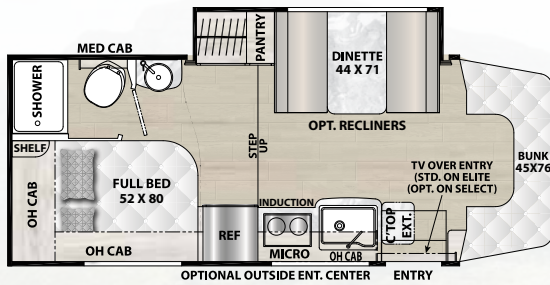 MED CAB
SHOWER
PANTRY
DINETTE
44 X 71
OPT. RECLINERS
STEP
UP
SHELF
OH CAB
FULL BED
52 X 80
OH CAB
REF
INDUCTION
MICRO
OH CAB
C'TOP
EXT.
TV OVER ENTRY
(STD. ON ELITE
(OPT. ON SELECT)
BUNK
45X76
OPTIONAL OUTSIDE ENT. CENTER
ENTRY